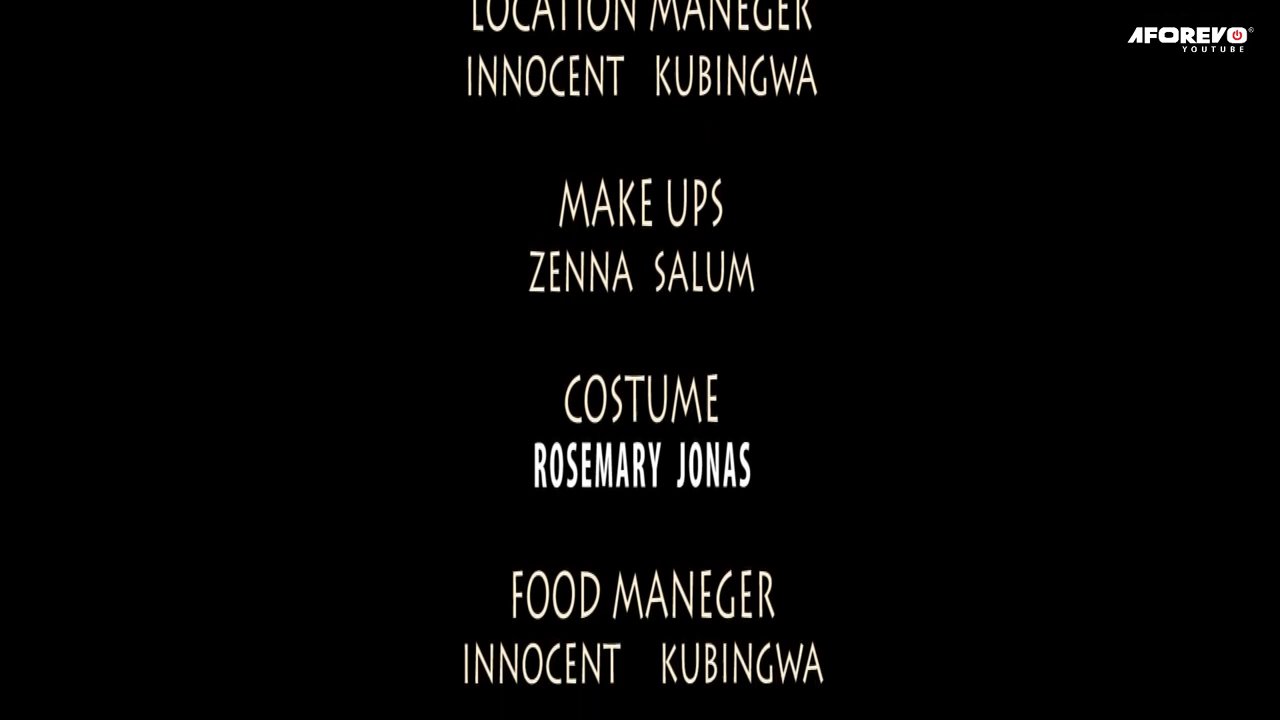 LOCATION MANEGER
AFOREVO
YOUTUBE
INNOCENT KUBINGWA
MAKE UPS
ZENNA SALUM
COSTUME
ROSEMARY JONAS
FOOD MANEGER
INNOCENT KUBINGWA